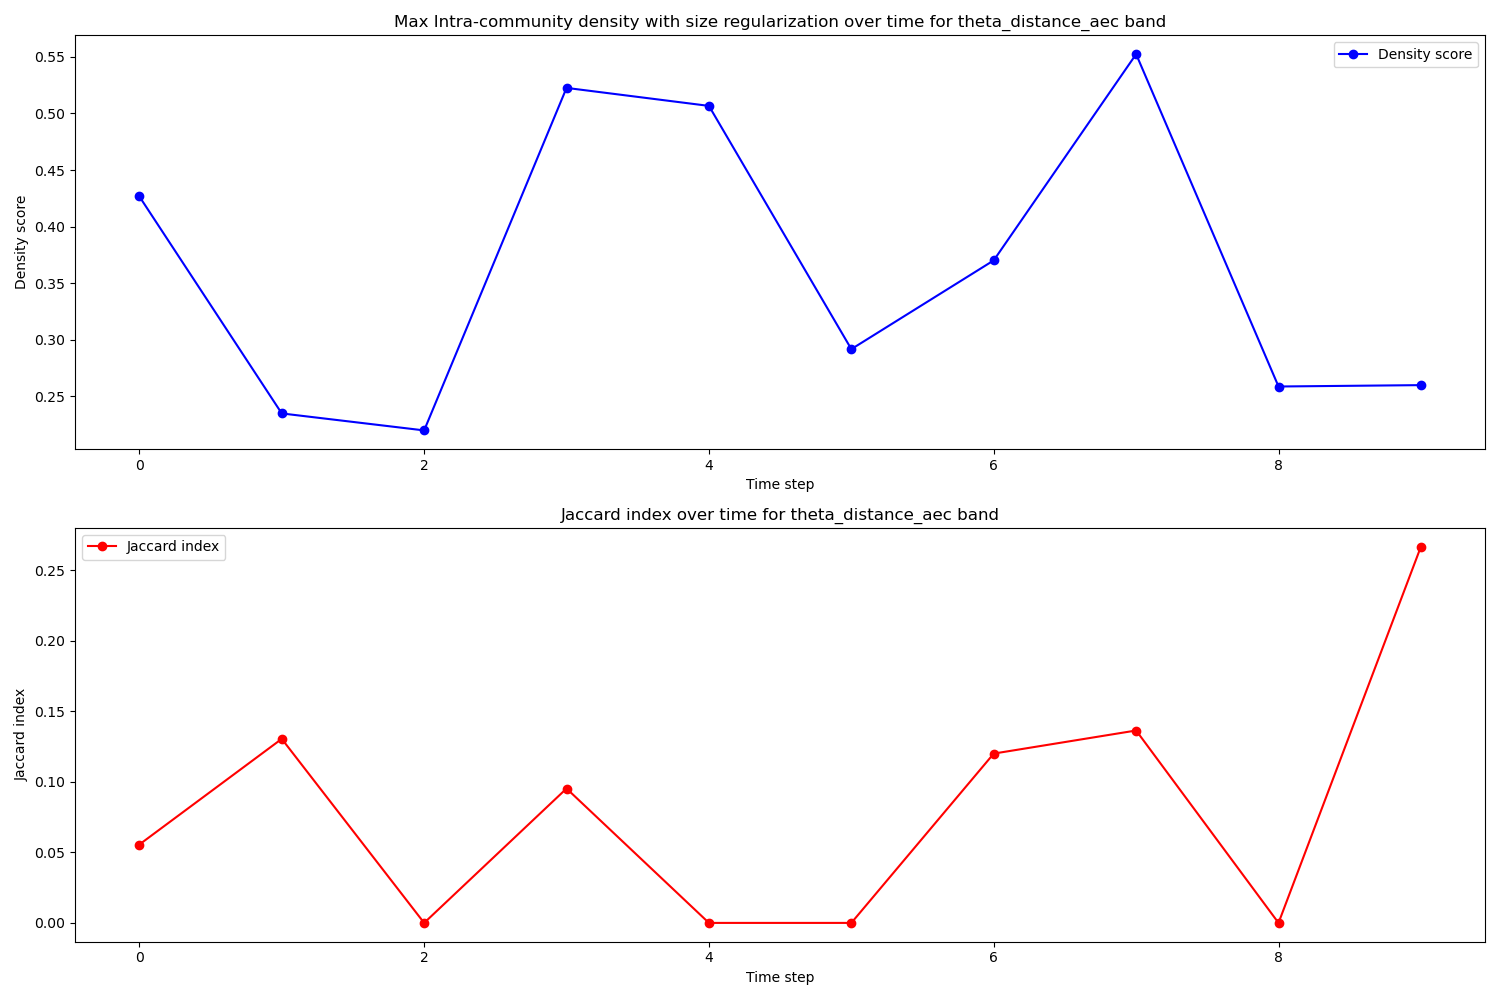 Max Intra-community density with size regularization over time for theta_distance_aec band
Density score
Density score
0.55
0.50
0.45
0.40
0.35
0.30
0.25
0 2 4 6 8
Time step
Jaccard index over time for theta_distance_aec band
Jaccard index
Jaccard index
0.25
0.20
0.15
0.10
0.05
0.00
0 2 4 6 8
Time step